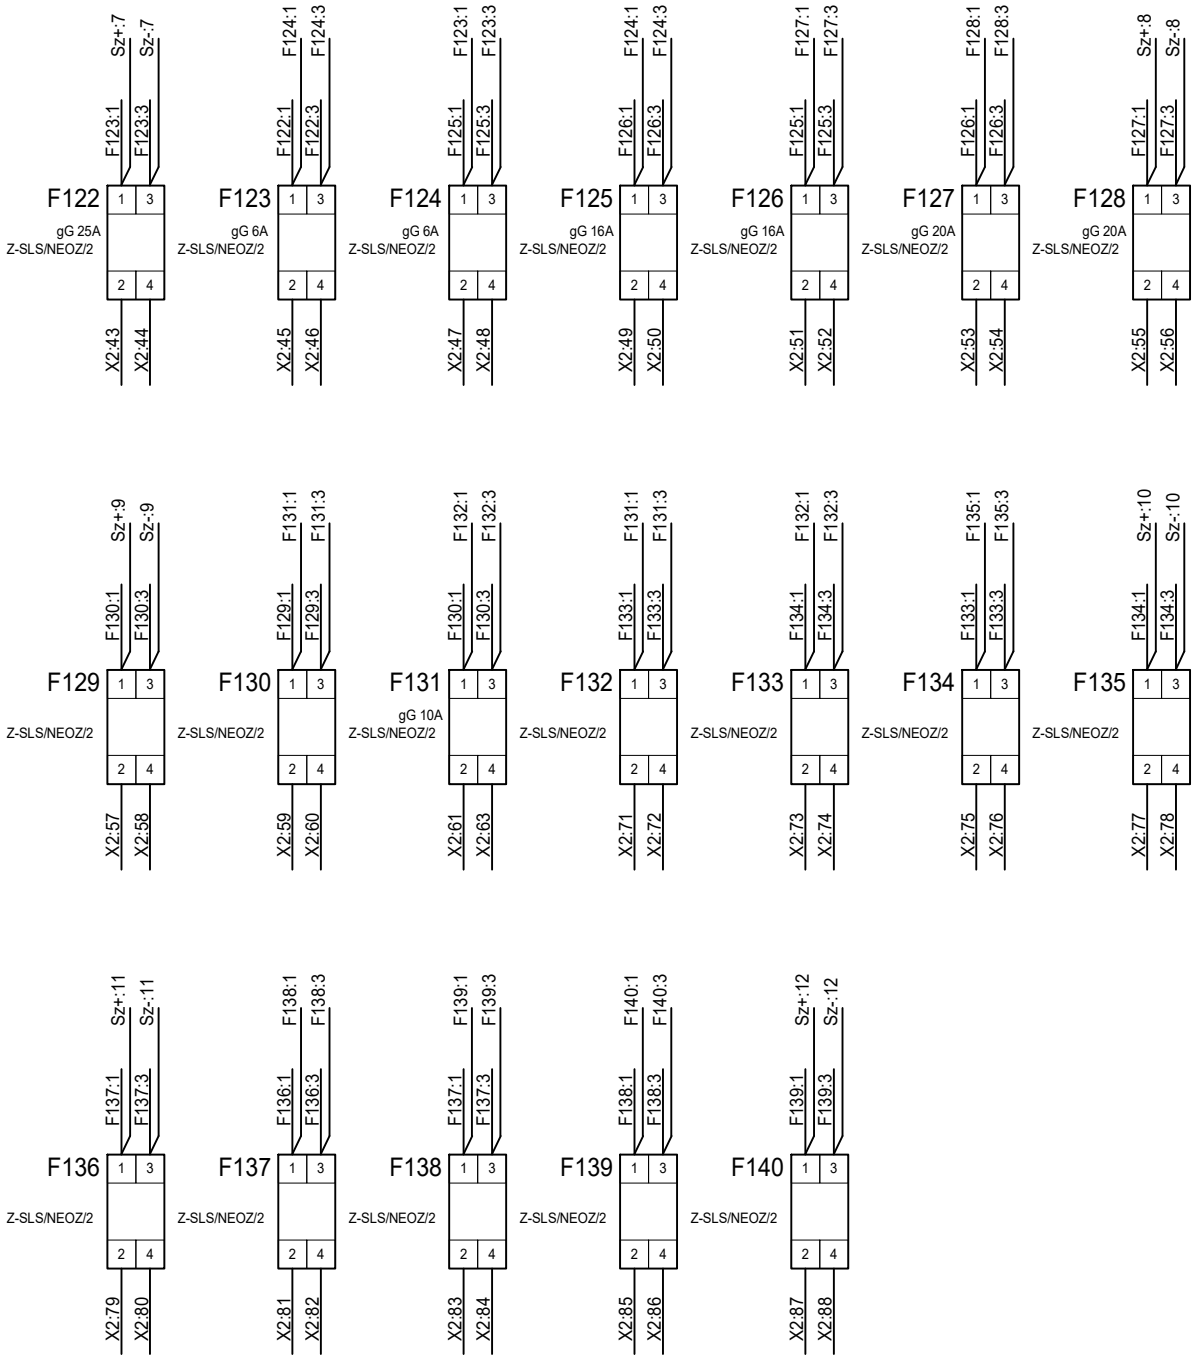 Sz+:7 Sz-:7 F124:1 F124:3 F123:1 F123:3 F124:1 F124:3 F127:1 F127:3 F128:1 F128:3 Sz+:8 Sz-:8
F123:1 F123:3 F122:1 F122:3 F125:1 F125:3 F126:1 F126:3 F125:1 F125:3 F126:1 F126:3 F127:1 F127:3
F122 1 3 F123 1 3 F124 1 3 F125 1 3 F126 1 3 F127 1 3 F128 1 3
gG 25A gG 6A gG 6A gG 16A gG 16A gG 20A gG 20A
Z-SLS/NEOZ/2 Z-SLS/NEOZ/2 Z-SLS/NEOZ/2 Z-SLS/NEOZ/2 Z-SLS/NEOZ/2 Z-SLS/NEOZ/2 Z-SLS/NEOZ/2
2 4 2 4 2 4 2 4 2 4 2 4 2 4
X2:43 X2:44 X2:45 X2:46 X2:47 X2:48 X2:49 X2:50 X2:51 X2:52 X2:53 X2:54 X2:55 X2:56
Sz+:9 Sz-:9 F131:1 F131:3 F132:1 F132:3 F131:1 F131:3 F132:1 F132:3 F135:1 F135:3 Sz+:10 Sz-:10
F130:1 F130:3 F129:1 F129:3 F130:1 F130:3 F133:1 F133:3 F134:1 F134:3 F133:1 F133:3 F134:1 F134:3
F129 1 3 F130 1 3 F131 1 3 F132 1 3 F133 1 3 F134 1 3 F135 1 3
gG 10A
Z-SLS/NEOZ/2 Z-SLS/NEOZ/2 Z-SLS/NEOZ/2 Z-SLS/NEOZ/2 Z-SLS/NEOZ/2 Z-SLS/NEOZ/2 Z-SLS/NEOZ/2
2 4 2 4 2 4 2 4 2 4 2 4 2 4
X2:57 X2:58 X2:59 X2:60 X2:61 X2:63 X2:71 X2:72 X2:73 X2:74 X2:75 X2:76 X2:77 X2:78
Sz+:11 Sz-:11 F138:1 F138:3 F139:1 F139:3 F140:1 F140:3 Sz+:12 Sz-:12
F137:1 F137:3 F136:1 F136:3 F137:1 F137:3 F138:1 F138:3 F139:1 F139:3
F136 1 3 F137 1 3 F138 1 3 F139 1 3 F140 1 3
Z-SLS/NEOZ/2 Z-SLS/NEOZ/2 Z-SLS/NEOZ/2 Z-SLS/NEOZ/2 Z-SLS/NEOZ/2
2 4 2 4 2 4 2 4 2 4
X2:79 X2:80 X2:81 X2:82 X2:83 X2:84 X2:85 X2:86 X2:87 X2:88